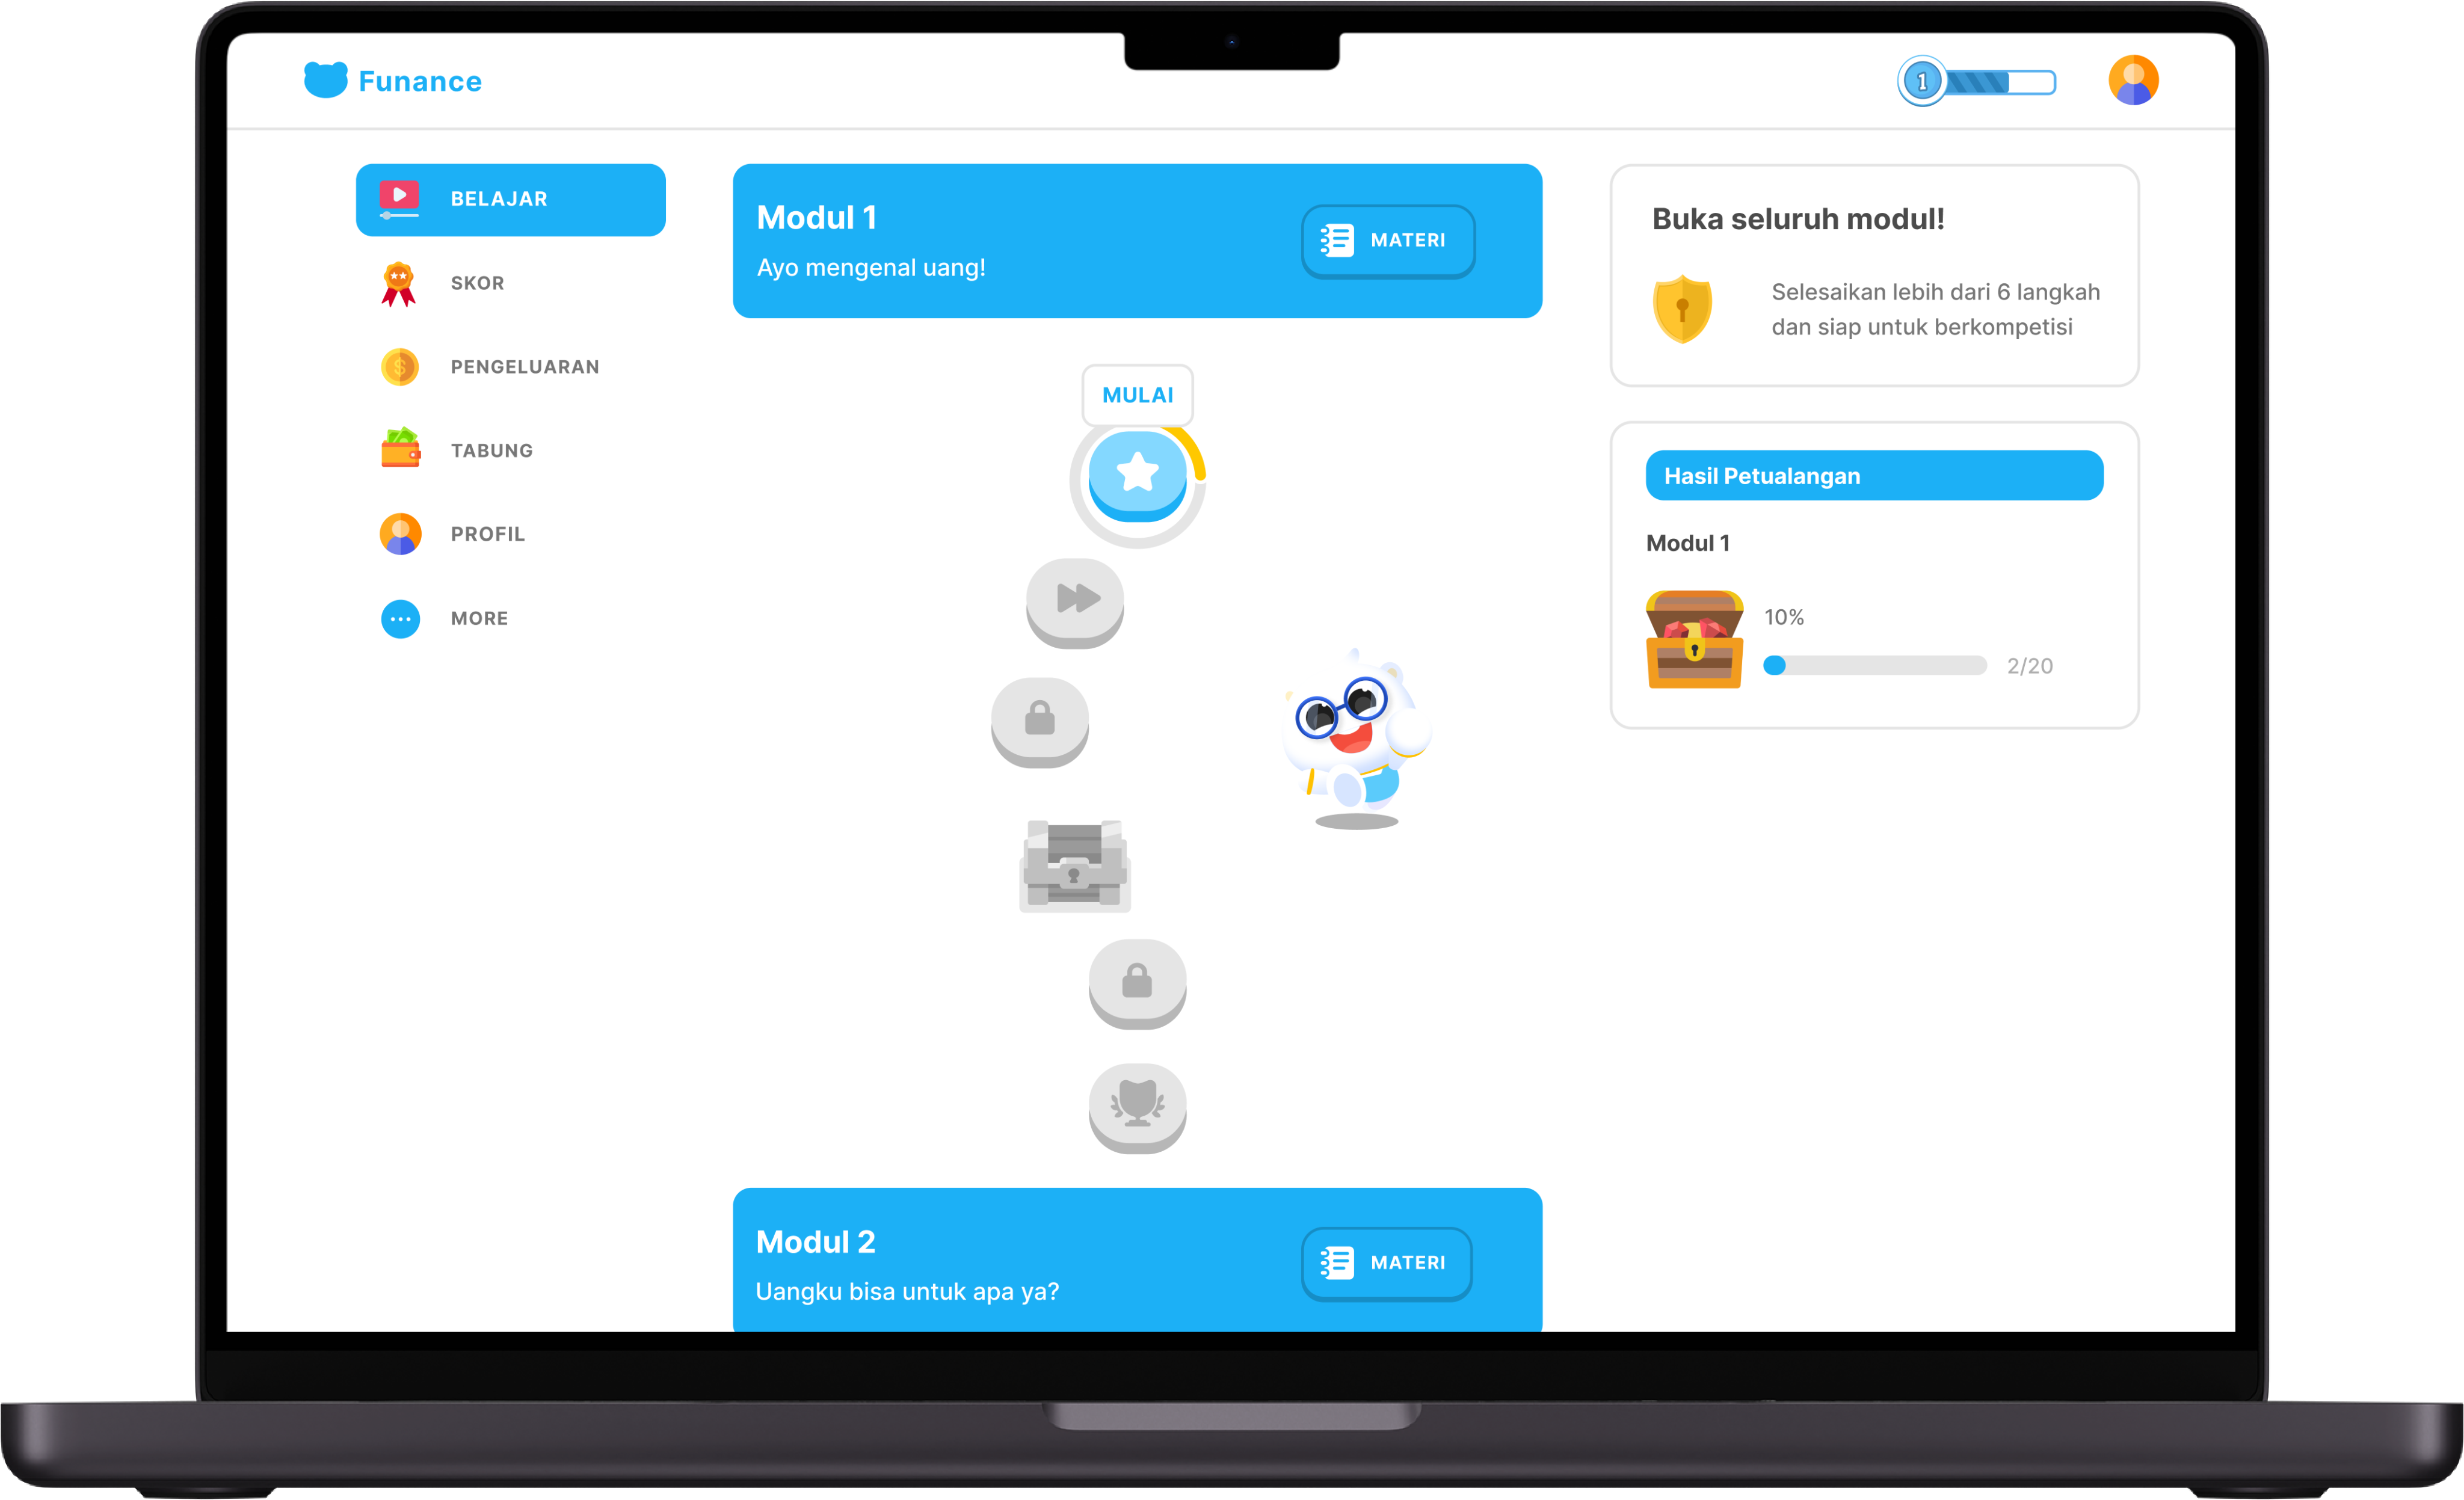 Funance
1
BELAJAR
SKOR
PENGELUARAN
TABUNG
PROFIL
MORE
Modul 1
Ayo mengenal uang!
MATERI
MULAI
Modul 2
Uangku bisa untuk apa ya?
MATERI
Buka seluruh modul!
Selesaikan lebih dari 6 langkah
dan siap untuk berkompetisi
Hasil Petualangan
Modul 1
10%
2/20